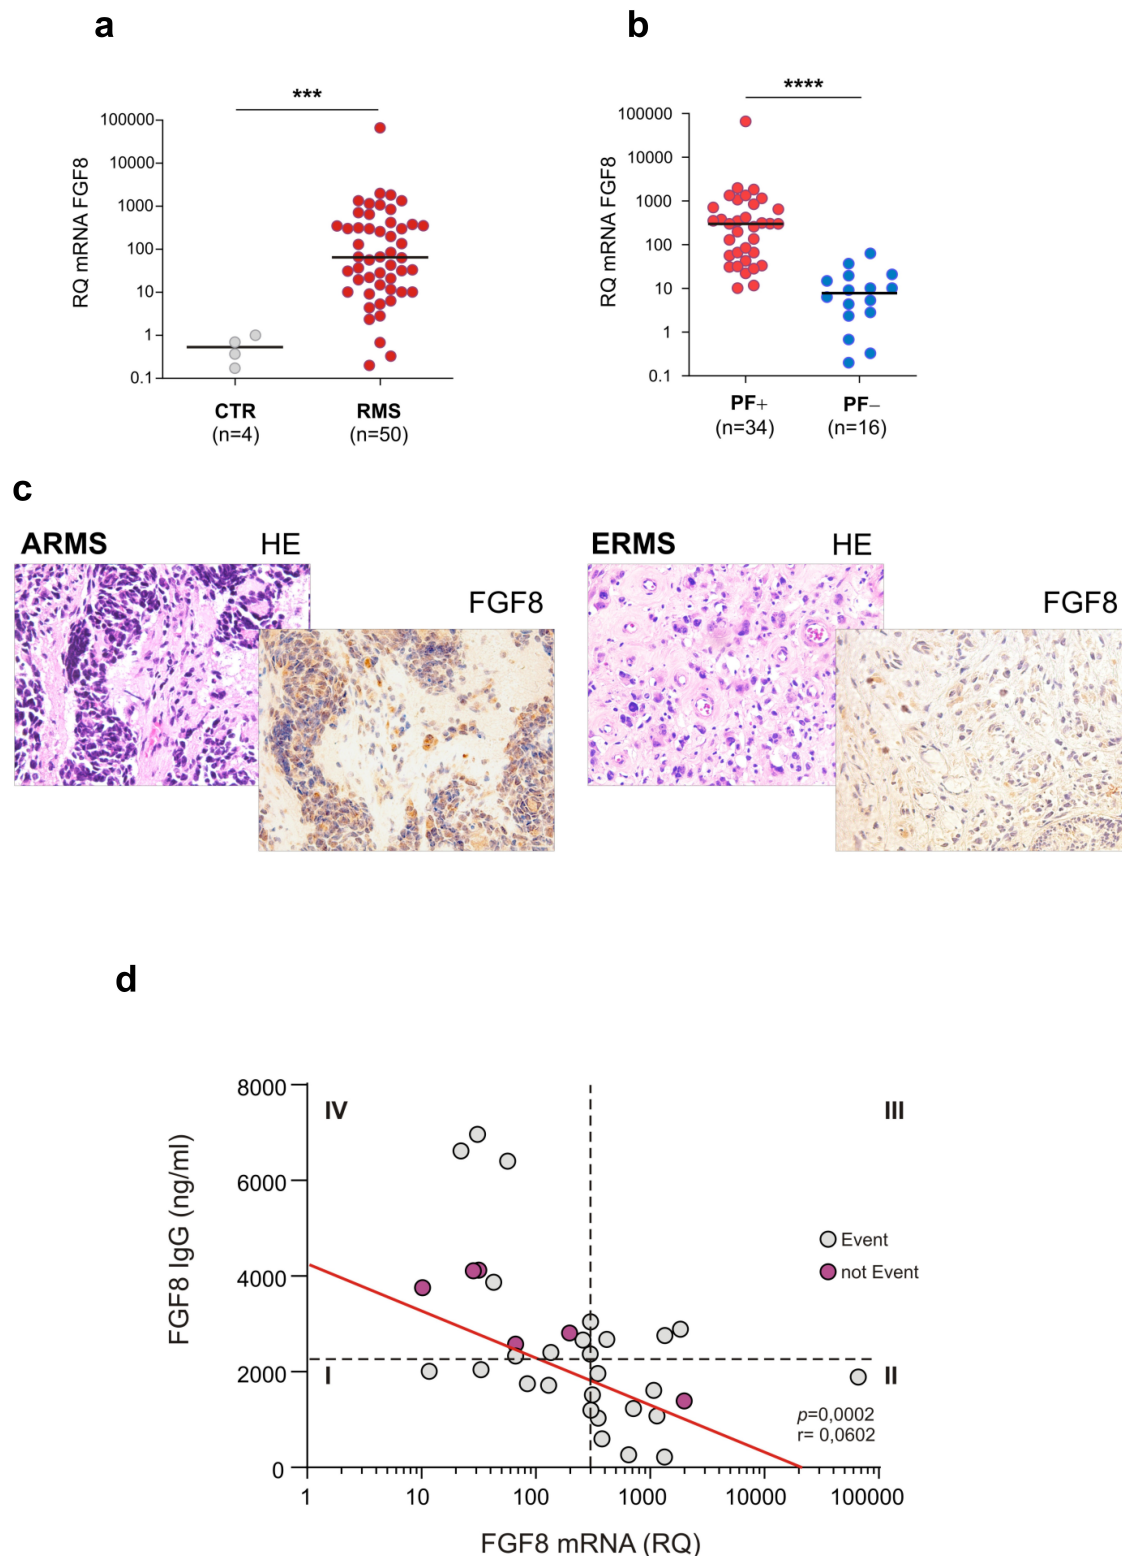 a
***
RQ mRNA FGF8
100000
10000
1000
100
10
1
0.1
CTR
(n=4)
RMS
(n=50)
b
****
RQ mRNA FGF8
100000
10000
1000
100
10
1
0.1
PF+
(n=34)
PF−
(n=16)
c
ARMS HE
FGF8
ERMS HE
FGF8
d
FGF8 IgG (ng/ml)
8000
6000
4000
2000
0
IV
III
I
II
Event
not Event
p=0,0002
r= 0,0602
1 10 100 1000 10000 100000
FGF8 mRNA (RQ)